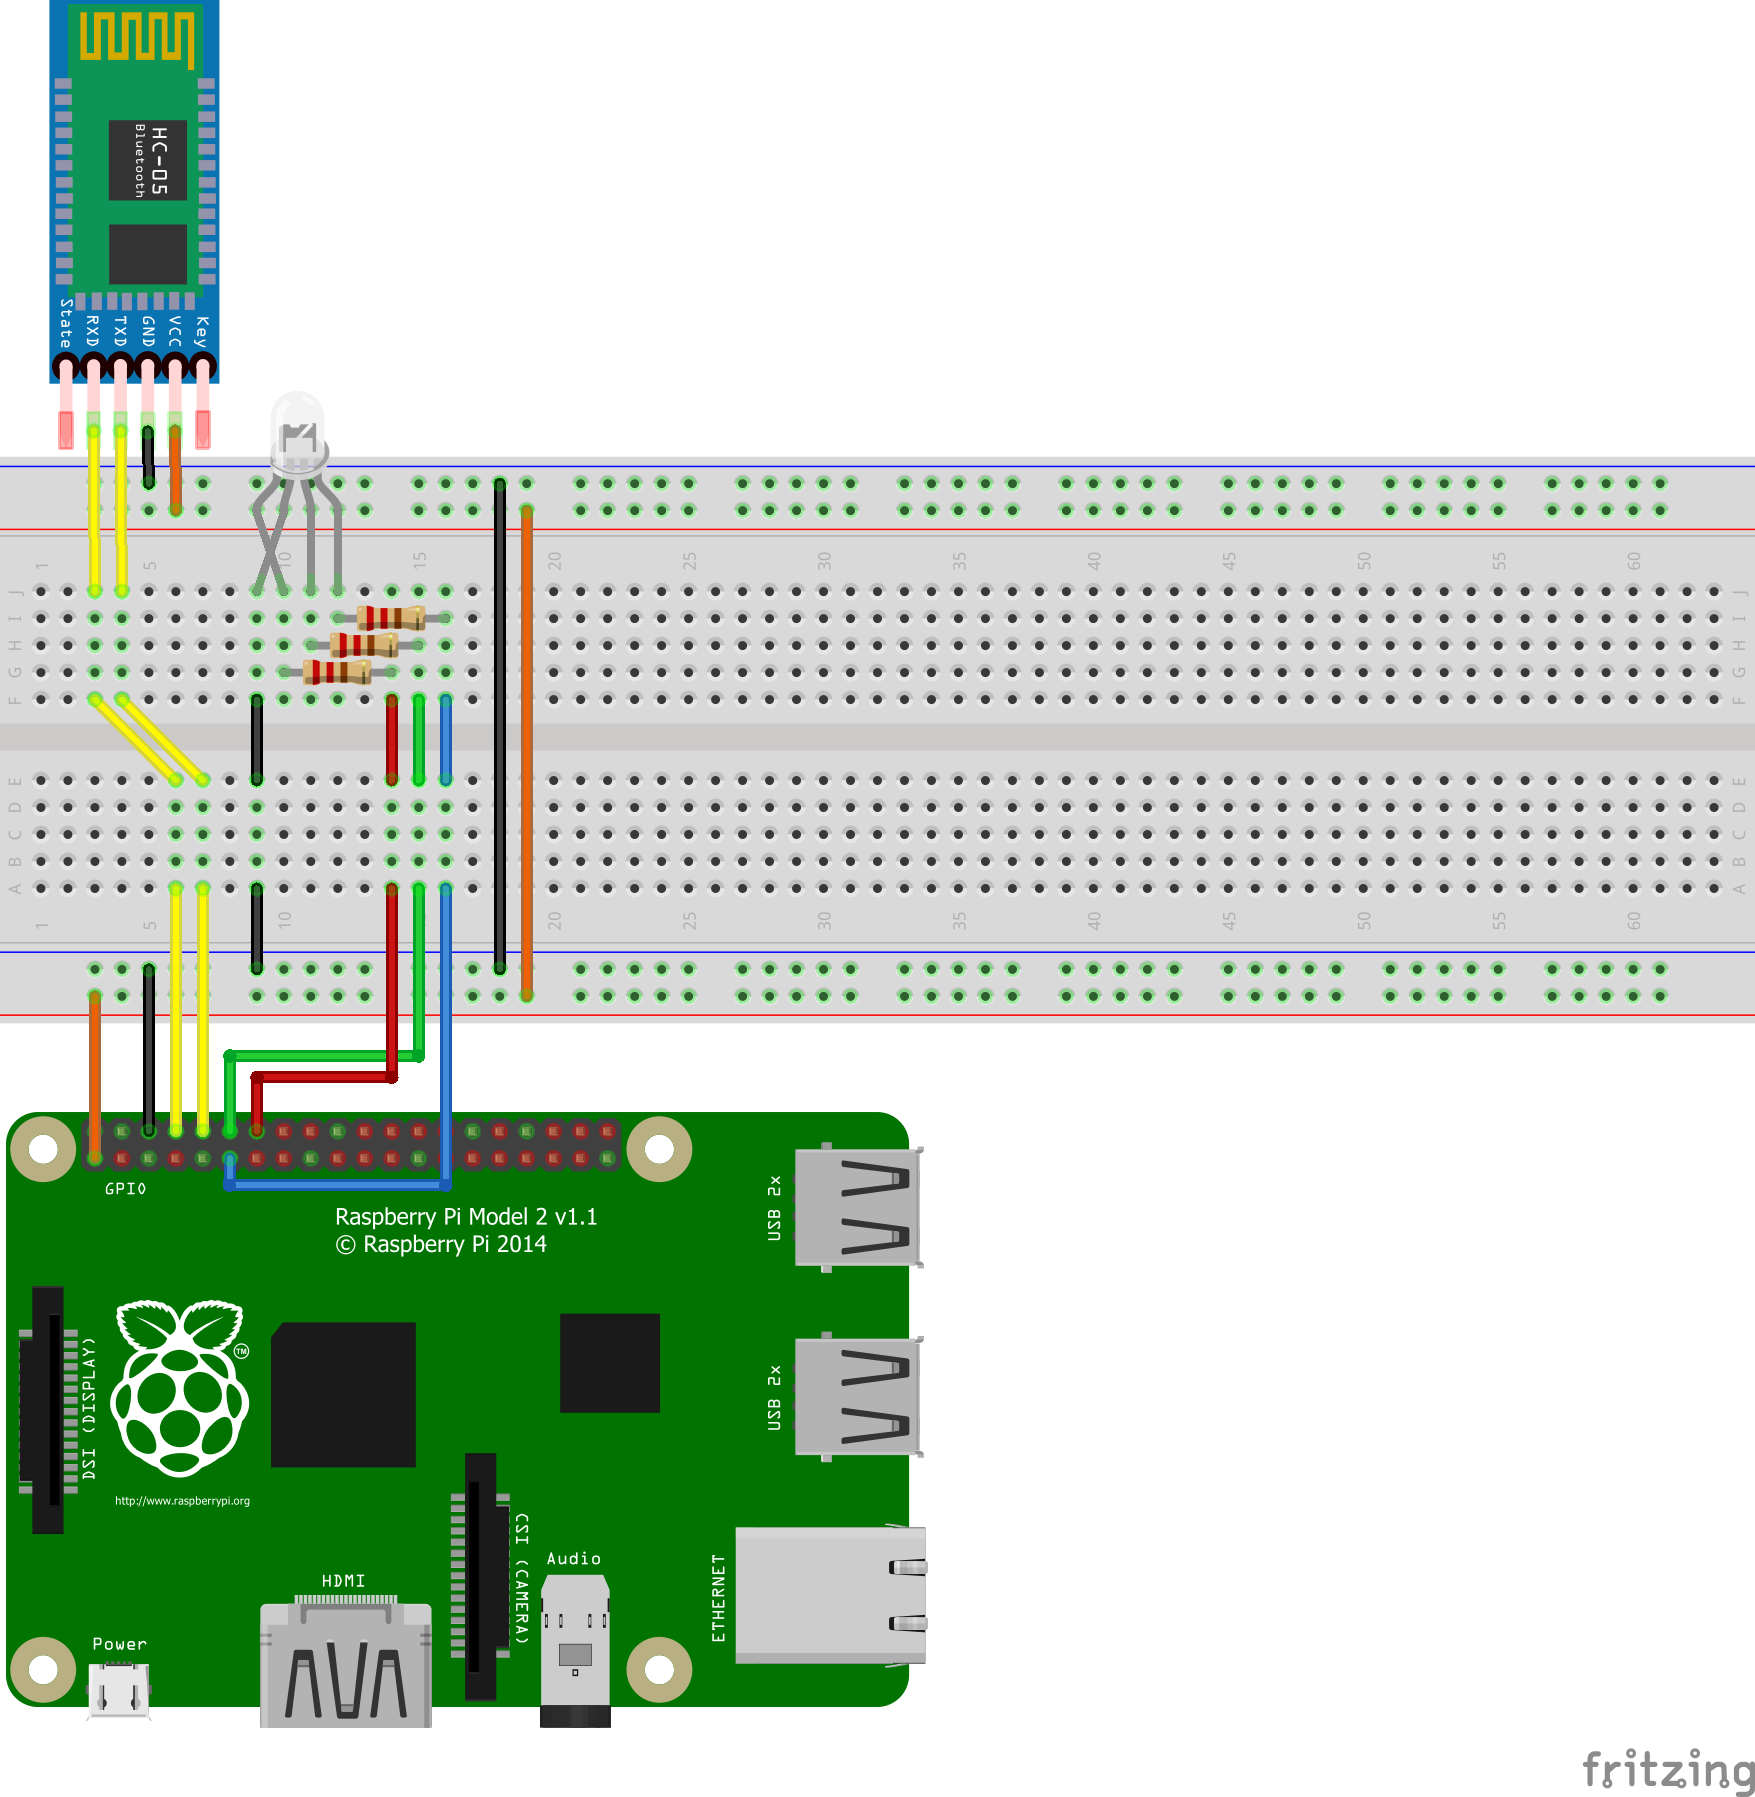 HC-05
Bluetooth
State
RXD
TXD
GND
VCC
Key
1 5 10 15 20 25 30 35 40 45 50 55 60
J J
I I
H H
G G
F F
E E
D D
C C
B B
A A
1 5 10 20 25 30 35 40 45 50 55 60
GPIO
Raspberry Pi Model 2 v1.1
© Raspberry Pi 2014
USB 2x
DSI (DISPLAY)
TM
USB 2x
http://www.raspberrypi.org
CSI (CAMERA)
Audio
ETHERNET
HDMI
Power
fritzing